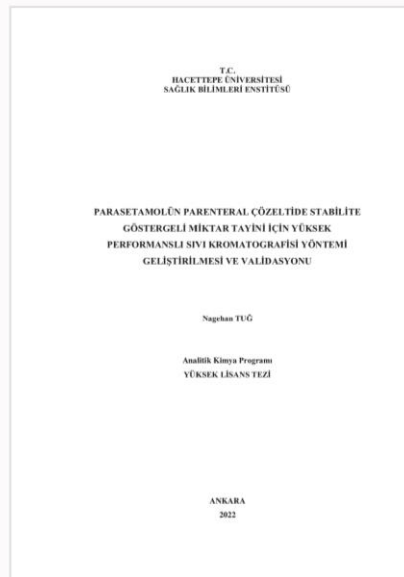 T.C.
HACETTEPE ÜNİVERSİTESİ
SAĞLIK BİLİMLERİ ENSTİTÜSÜ
PARASETAMOLÜN PARENTERAL ÇÖZELTİDE STABİLİTE
GÖSTERGELİ MİKTAR TAYİNİ İÇİN YÜKSEK
PERFORMANSLI SIVI KROMATOGRAFİSİ YÖNTEMİ
GELİŞTİRİLMESİ VE VALİDASYONU
Nagehan TUĞ
Analitik Kimya Programı
YÜKSEK LİSANS TEZİ
ANKARA
2022